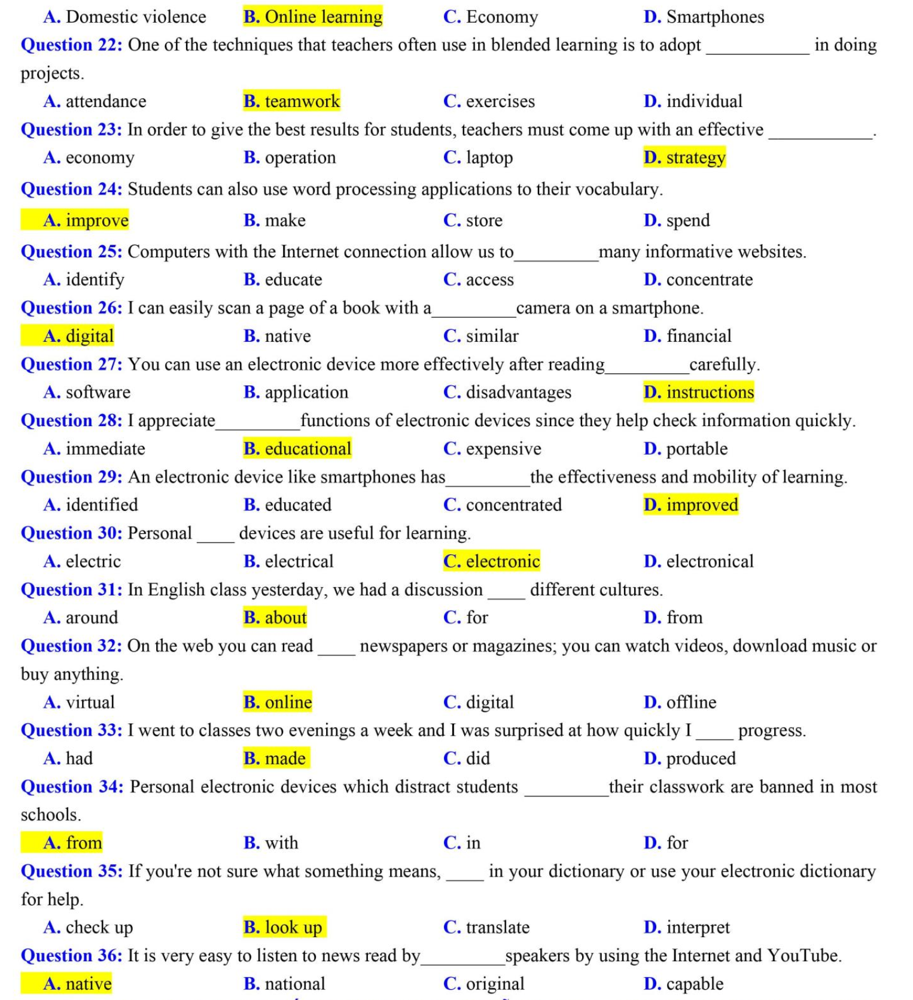 A. Domestic violence B. Online learning C. Economy D. Smartphones
Question 22: One of the techniques that teachers often use in blended learning is to adopt ____________ in doing
projects.
A. attendance B. teamwork C. exercises D. individual
Question 23: In order to give the best results for students, teachers must come up with an effective ____________.
A. economy B. operation C. laptop D. strategy
Question 24: Students can also use word processing applications to their vocabulary.
A. improve B. make C. store D. spend
Question 25: Computers with the Internet connection allow us to_________many informative websites.
A. identify B. educate C. access D. concentrate
Question 26: I can easily scan a page of a book with a_________camera on a smartphone.
A. digital B. native C. similar D. financial
Question 27: You can use an electronic device more effectively after reading_________carefully.
A. software B. application C. disadvantages D. instructions
Question 28: I appreciate_________functions of electronic devices since they help check information quickly.
A. immediate B. educational C. expensive D. portable
Question 29: An electronic device like smartphones has_________the effectiveness and mobility of learning.
A. identified B. educated C. concentrated D. improved
Question 30: Personal ____ devices are useful for learning.
A. electric B. electrical C. electronic D. electronical
Question 31: In English class yesterday, we had a discussion ____ different cultures.
A. around B. about C. for D. from
Question 32: On the web you can read ____ newspapers or magazines; you can watch videos, download music or
buy anything.
A. virtual B. online C. digital D. offline
Question 33: I went to classes two evenings a week and I was surprised at how quickly I ____ progress.
A. had B. made C. did D. produced
Question 34: Personal electronic devices which distract students _________their classwork are banned in most
schools.
A. from B. with C. in D. for
Question 35: If you're not sure what something means, ____ in your dictionary or use your electronic dictionary
for help.
A. check up B. look up C. translate D. interpret
Question 36: It is very easy to listen to news read by_________speakers by using the Internet and YouTube.
A. native B. national C. original D. capable